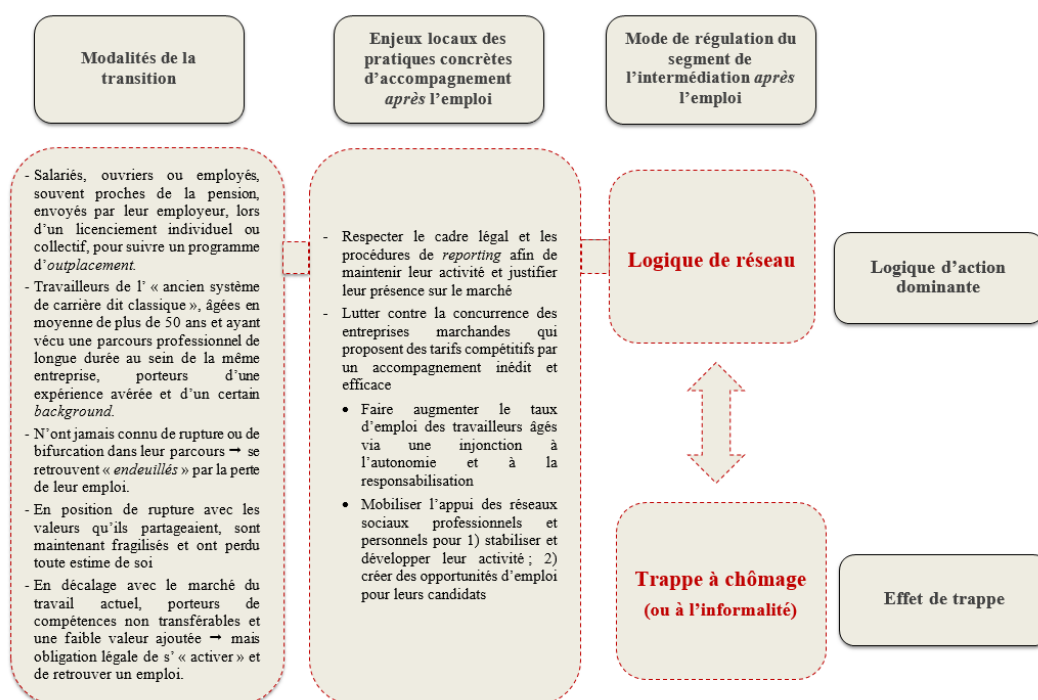 Modalités de la
transition
Enjeux locaux des
pratiques concrètes
d’accompagnement
après l’emploi
Mode de régulation du
segment de
l’intermédiation après
l’emploi
- Salariés, ouvriers ou employés,
souvent proches de la pension,
envoyés par leur employeur, lors
d’un licenciement individuel ou
collectif, pour suivre un programme
d’outplacement.
- Travailleurs de l’ « ancien système
de carrière dit classique », âgées en
moyenne de plus de 50 ans et ayant
vécu une parcours professionnel de
longue durée au sein de la même
entreprise, porteurs d’une
expérience avérée et d’un certain
background.
- N’ont jamais connu de rupture ou de
bifurcation dans leur parcours → se
retrouvent « endeuillés » par la perte
de leur emploi.
- En position de rupture avec les
valeurs qu’ils partageaient, sont
maintenant fragilisés et ont perdu
toute estime de soi
- En décalage avec le marché du
travail actuel, porteurs de
compétences non transférables et
une faible valeur ajoutée → mais
obligation légale de s’ « activer » et
de retrouver un emploi.
- Respecter le cadre légal et les
procédures de reporting afin de
maintenir leur activité et justifier
leur présence sur le marché
- Lutter contre la concurrence des
entreprises marchandes qui
proposent des tarifs compétitifs par
un accompagnement inédit et
efficace
• Faire augmenter le taux
d’emploi des travailleurs âgés
via une injonction à
l’autonomie et à la
responsabilisation
• Mobiliser l’appui des réseaux
sociaux professionnels et
personnels pour 1) stabiliser et
développer leur activité ; 2)
créer des opportunités d’emploi
pour leurs candidats
Logique de réseau
Logique d’action
dominante
Trappe à chômage
(ou à l’informalité)
Effet de trappe